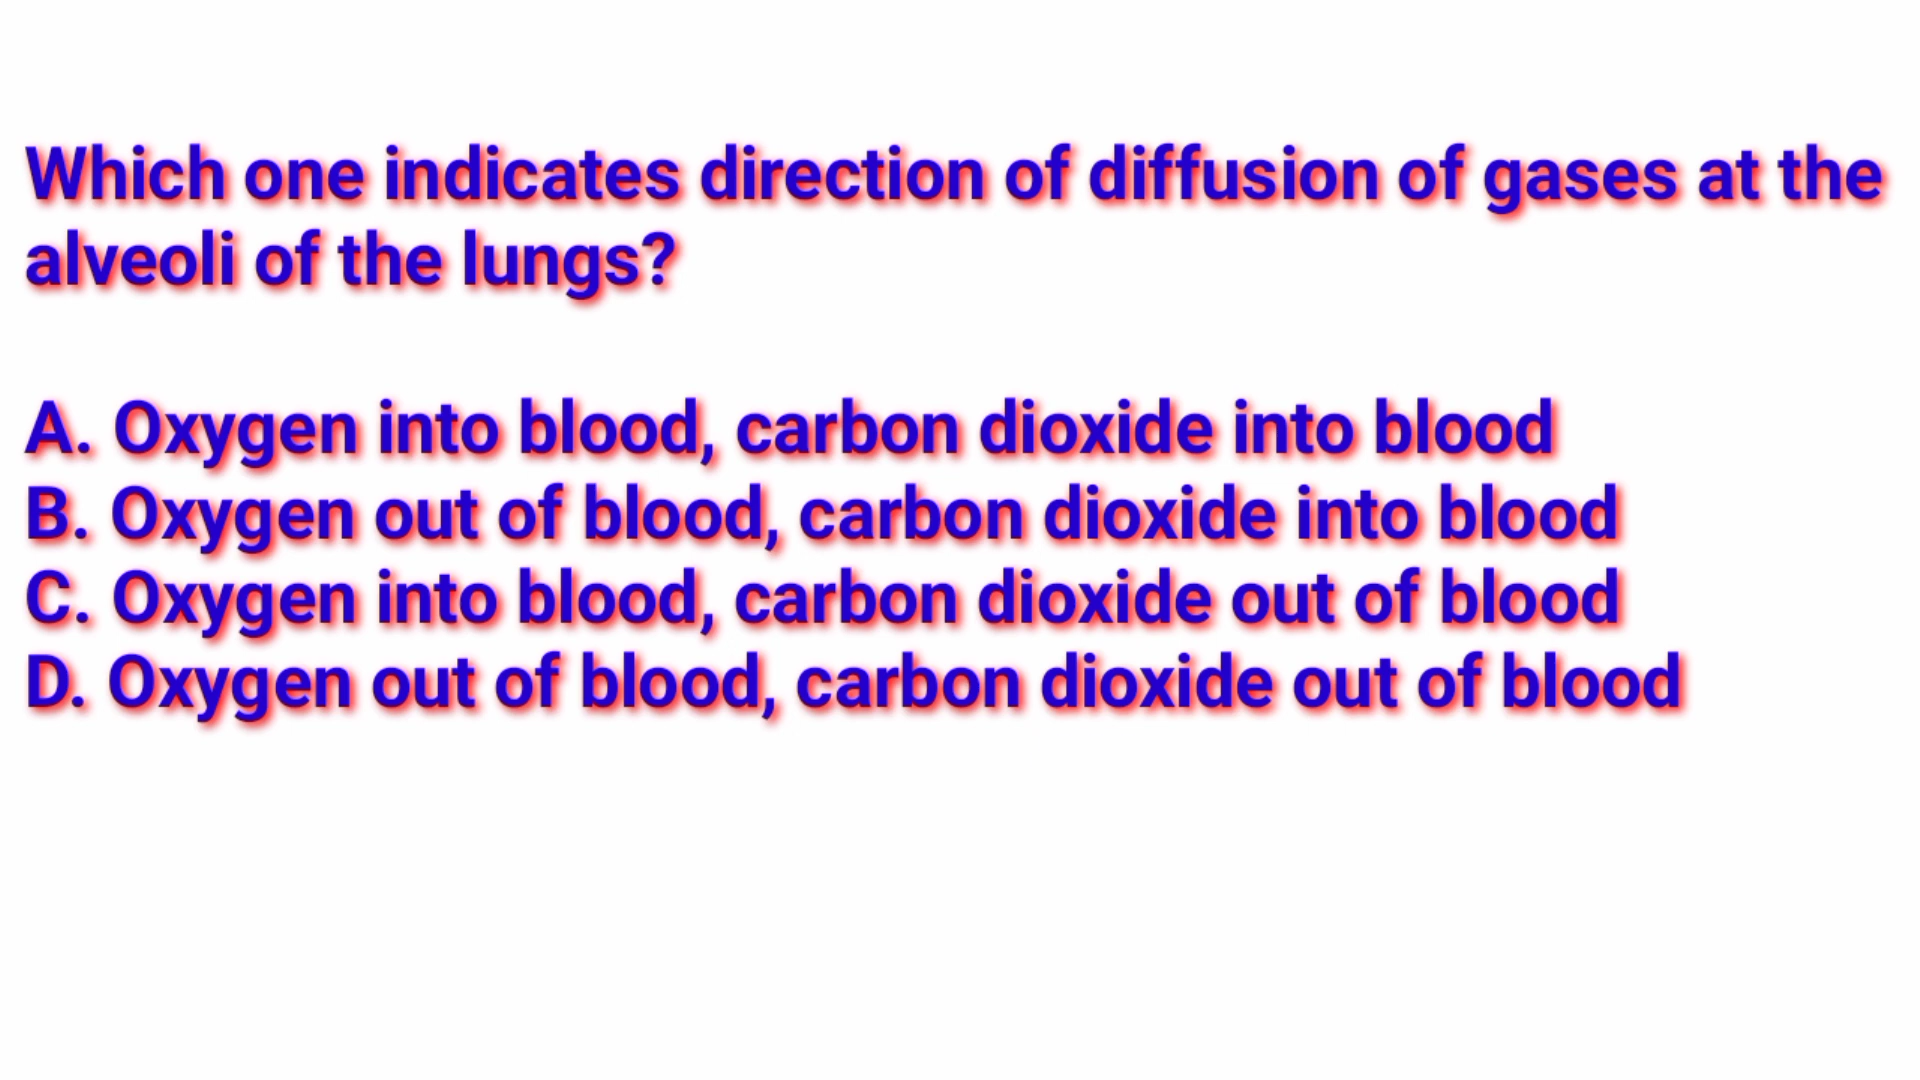 Which one indicates direction of diffusion of gases at the
alveoli of the lungs?
A. Oxygen into blood, carbon dioxide into blood
B. Oxygen out of blood, carbon dioxide into blood
C. Oxygen into blood, carbon dioxide out of blood
D. Oxygen out of blood, carbon dioxide out of blood